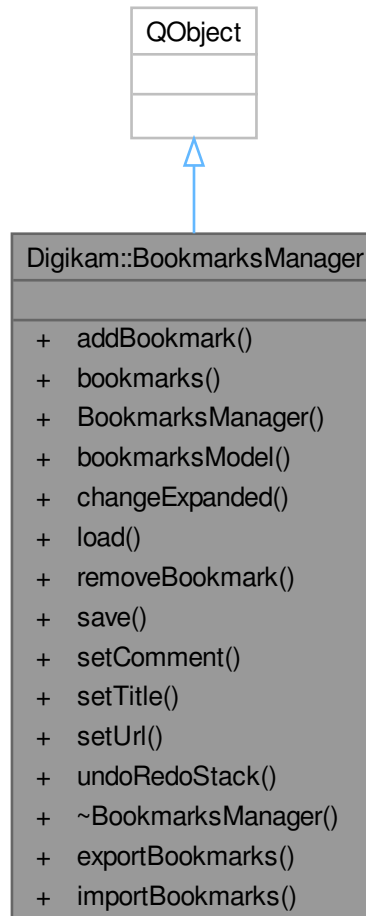 QObject
Digikam::BookmarksManager
+ addBookmark()
+ bookmarks()
+ BookmarksManager()
+ bookmarksModel()
+ changeExpanded()
+ load()
+ removeBookmark()
+ save()
+ setComment()
+ setTitle()
+ setUrl()
+ undoRedoStack()
+ ~BookmarksManager()
+ exportBookmarks()
+ importBookmarks()